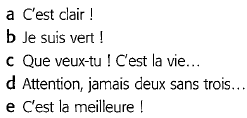 a C'est clair !
b Je suis vert !
c Que veux-tu ! C'est la vie...
d Attention, jamais deux sans trois...
e C'est la meilleure !